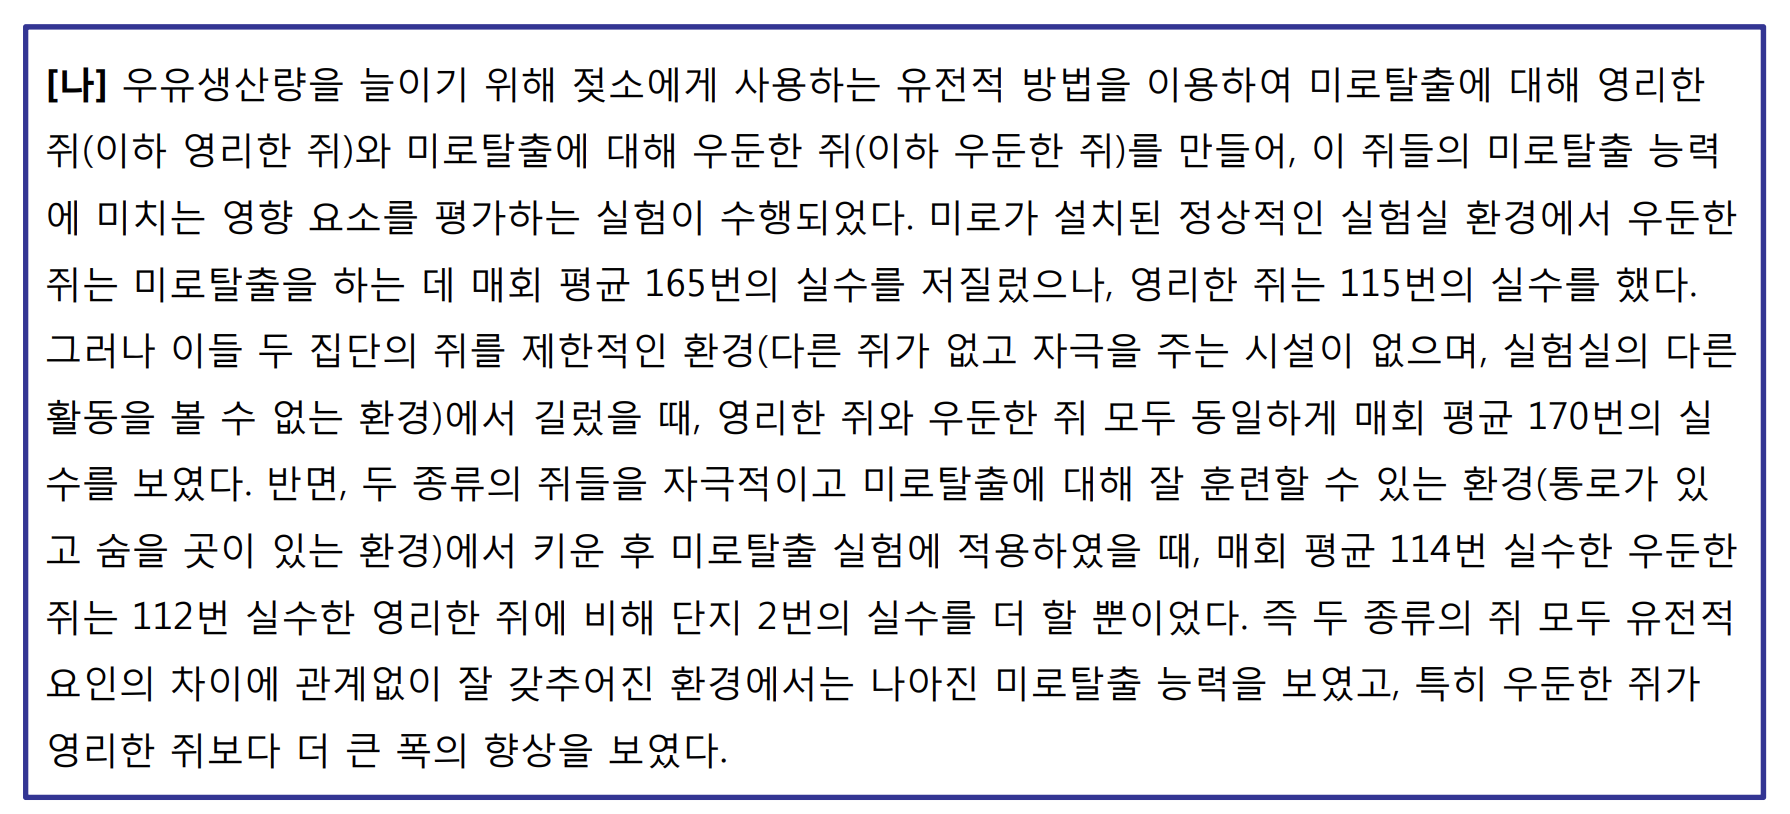 [나] 우유생산량을 늘이기 위해 젖소에게 사용하는 유전적 방법을 이용하여 미로탈출에 대해 영리한
쥐(이하 영리한 쥐)와 미로탈출에 대해 우둔한 쥐(이하 우둔한 쥐)를 만들어, 이 쥐들의 미로탈출 능력
에 미치는 영향 요소를 평가하는 실험이 수행되었다. 미로가 설치된 정상적인 실험실 환경에서 우둔한
쥐는 미로탈출을 하는 데 매회 평균 165번의 실수를 저질렀으나, 영리한 쥐는 115번의 실수를 했다.
그러나 이들 두 집단의 쥐를 제한적인 환경(다른 쥐가 없고 자극을 주는 시설이 없으며, 실험실의 다른
활동을 볼 수 없는 환경)에서 길렀을 때, 영리한 쥐와 우둔한 쥐 모두 동일하게 매회 평균 170번의 실
수를 보였다. 반면, 두 종류의 쥐들을 자극적이고 미로탈출에 대해 잘 훈련할 수 있는 환경(통로가 있
고 숨을 곳이 있는 환경)에서 키운 후 미로탈출 실험에 적용하였을 때, 매회 평균 114번 실수한 우둔한
쥐는 112번 실수한 영리한 쥐에 비해 단지 2번의 실수를 더 할 뿐이었다. 즉 두 종류의 쥐 모두 유전적
요인의 차이에 관계없이 잘 갖추어진 환경에서는 나아진 미로탈출 능력을 보였고, 특히 우둔한 쥐가
영리한 쥐보다 더 큰 폭의 향상을 보였다.